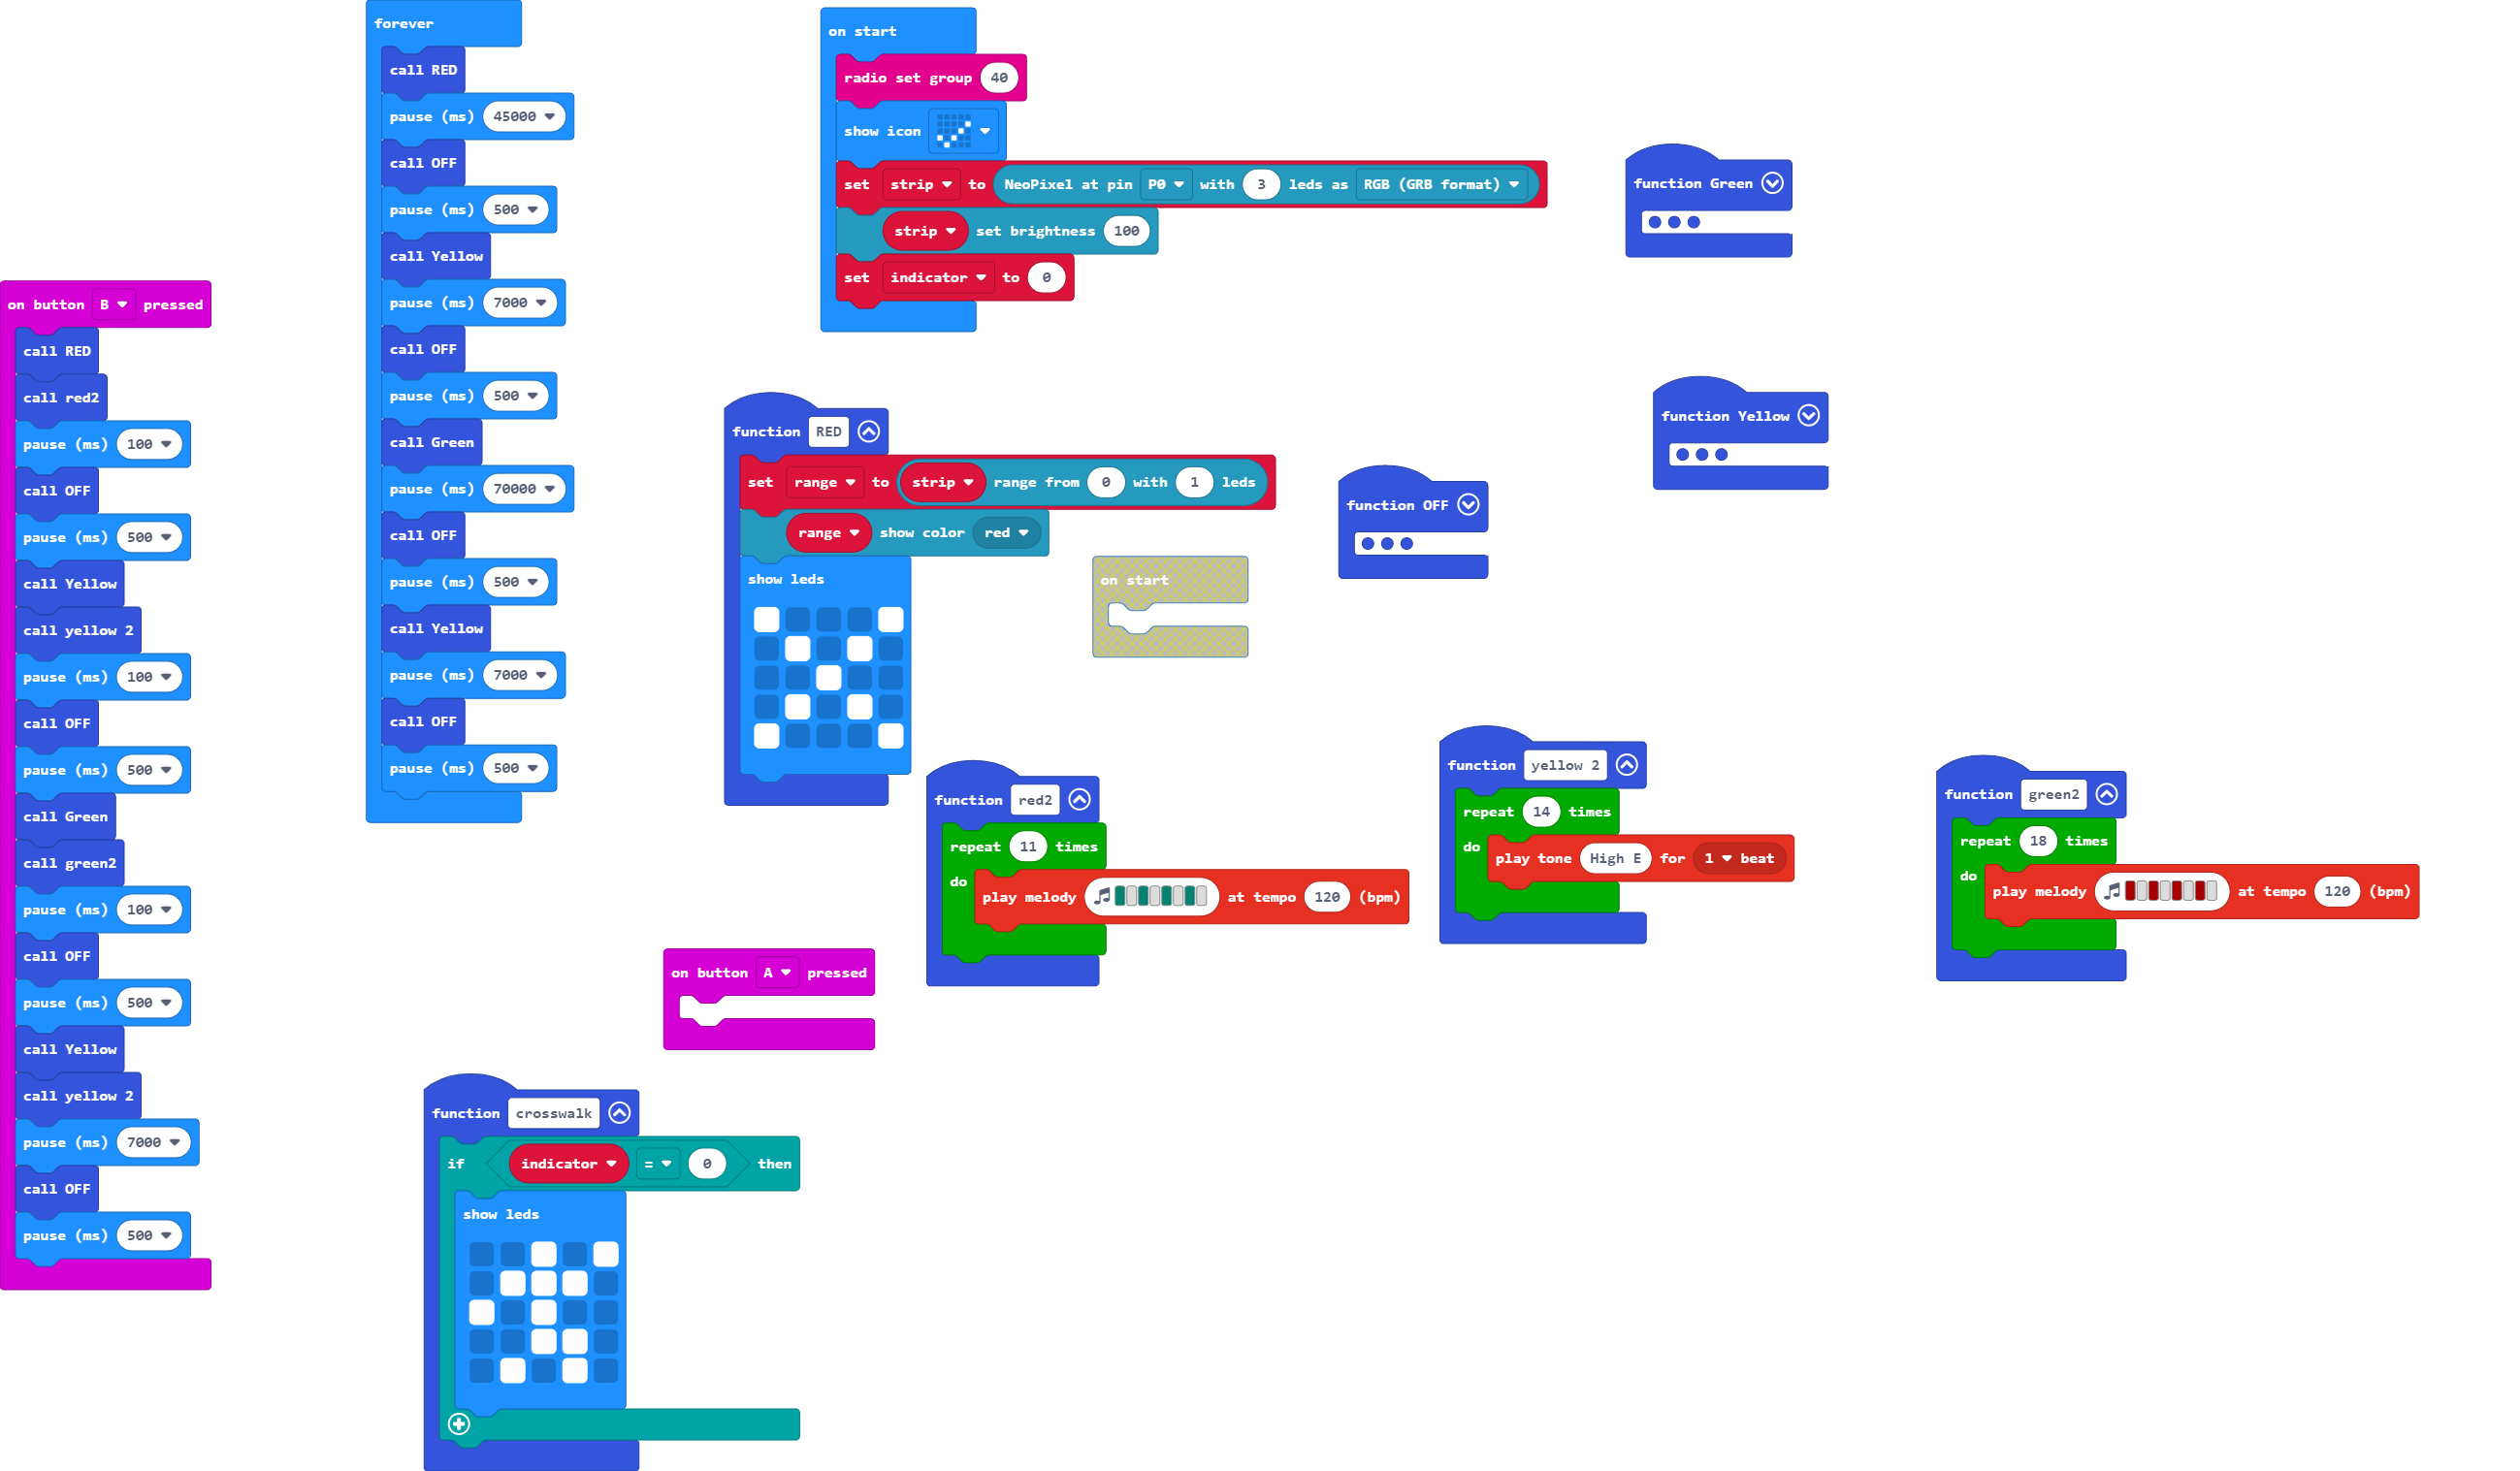 on button B pressed
call RED
call red2
pause (ms) 100
call OFF
pause (ms) 500
call Yellow
call yellow 2
pause (ms) 100
call OFF
pause (ms) 500
call Green
call green2
pause (ms) 100
call OFF
pause (ms) 500
call Yellow
call yellow 2
pause (ms) 7000
call OFF
pause (ms) 500
forever
call RED
pause (ms) 45000
call OFF
pause (ms) 500
call Yellow
pause (ms) 7000
call OFF
pause (ms) 500
call Green
pause (ms) 70000
call OFF
pause (ms) 500
call Yellow
pause (ms) 7000
call OFF
pause (ms) 500
on start
radio set group 40
show icon
set strip to NeoPixel at pin P0 with 3 leds as RGB (GRB format)
strip set brightness 100
set indicator to 0
function Green
function Yellow
function OFF
function RED
set range to strip range from 0 with 1 leds
range show color red
show leds
on start
function red2
repeat 11 times
do play melody at tempo 120 (bpm)
function yellow 2
repeat 14 times
do play tone High E for 1 beat
function green2
repeat 18 times
do play melody at tempo 120 (bpm)
on button A pressed
function crosswalk
if indicator = 0 then
show leds